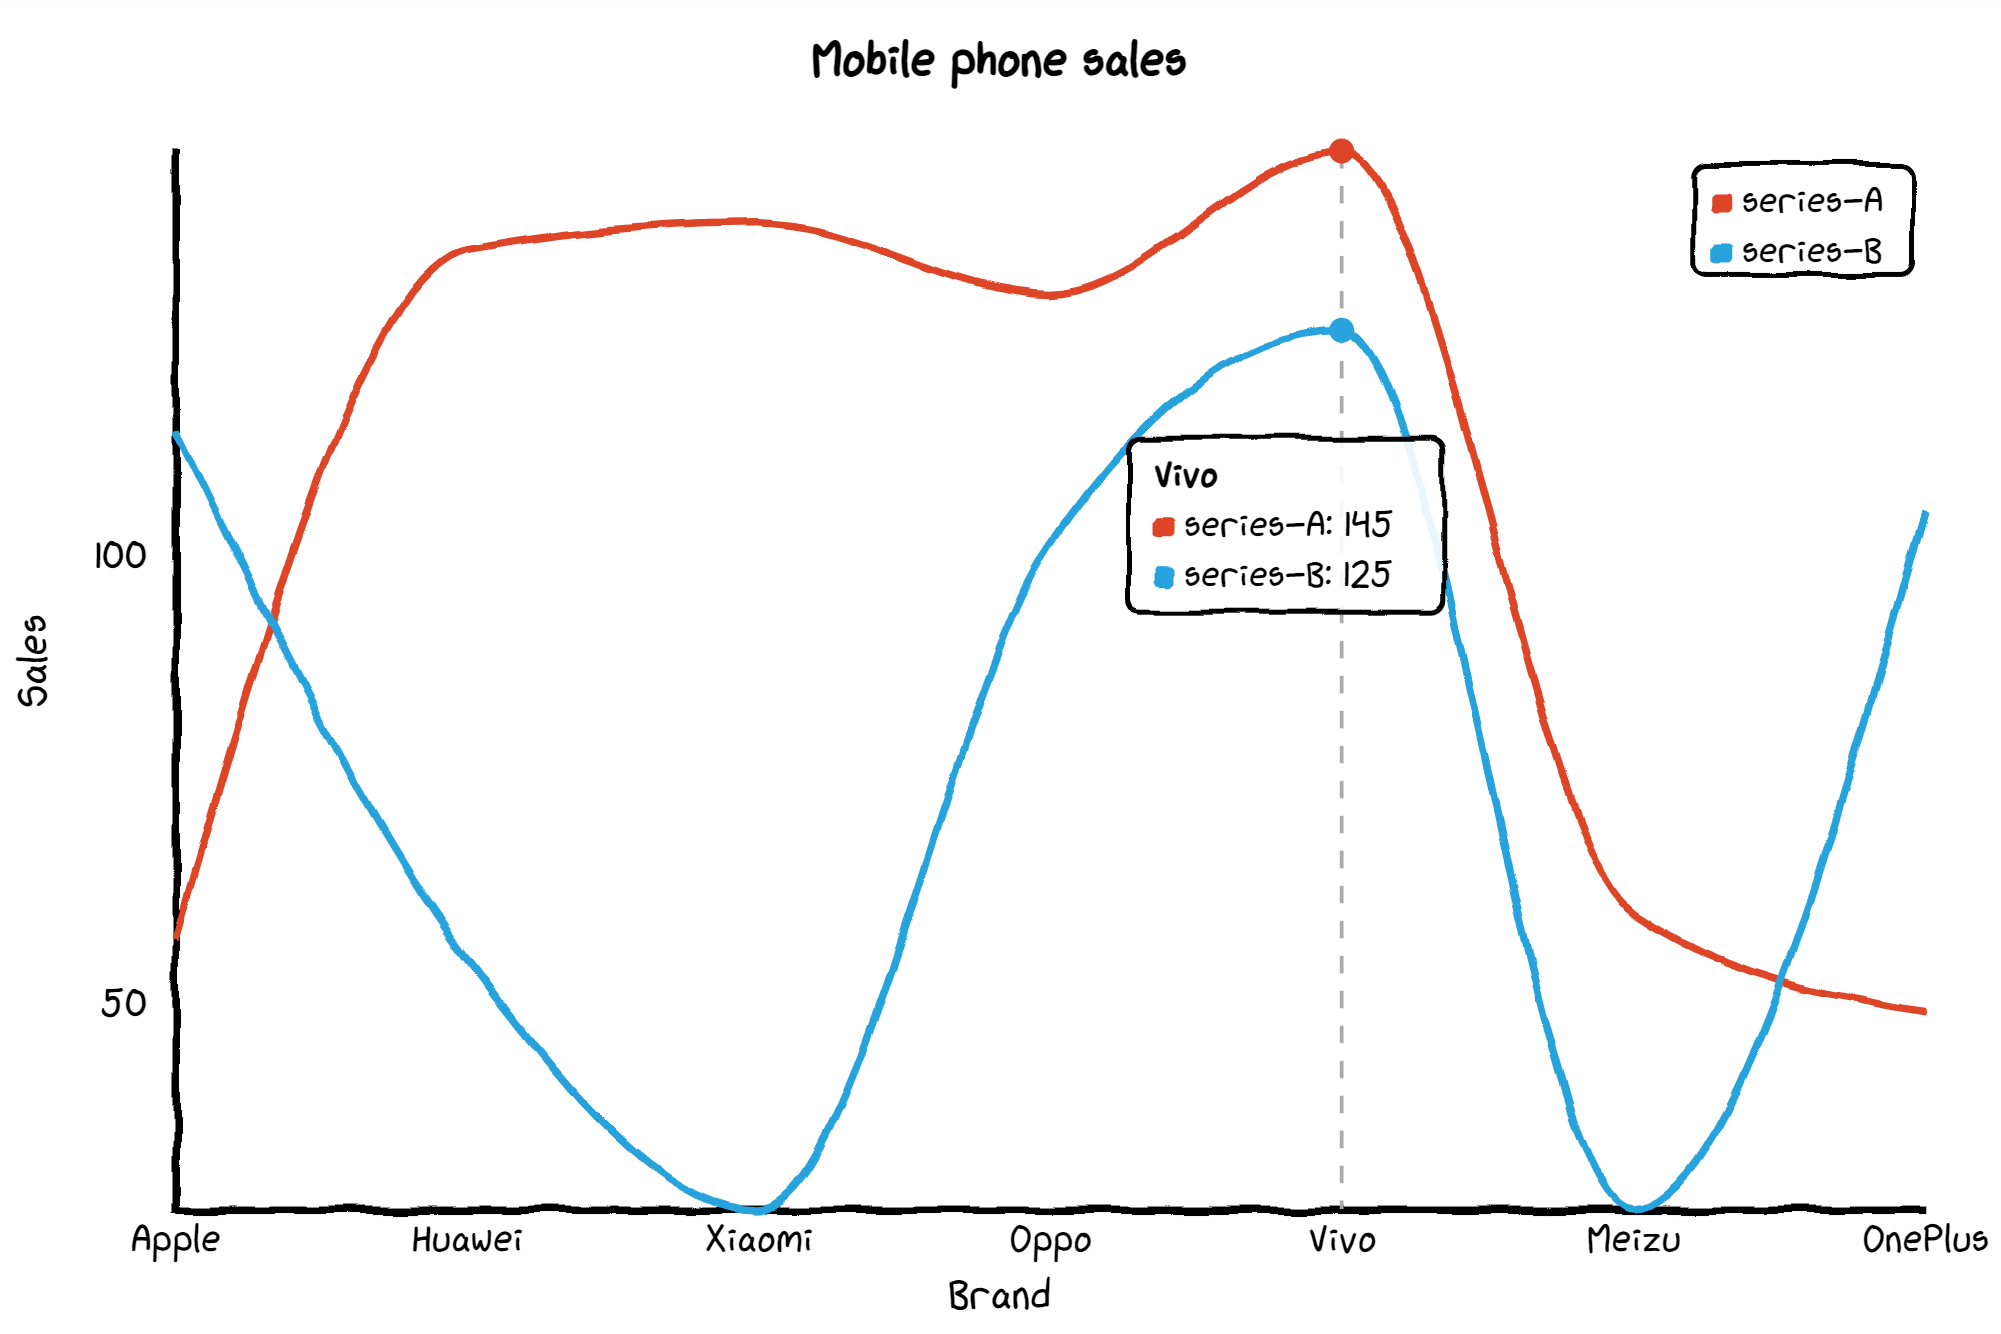 Mobile phone sales
series-A
series-B
Vivo
series-A: 145
series-B: 125
100
50
Sales
Apple Huawei Xiaomi Oppo Vivo Meizu OnePlus
Brand